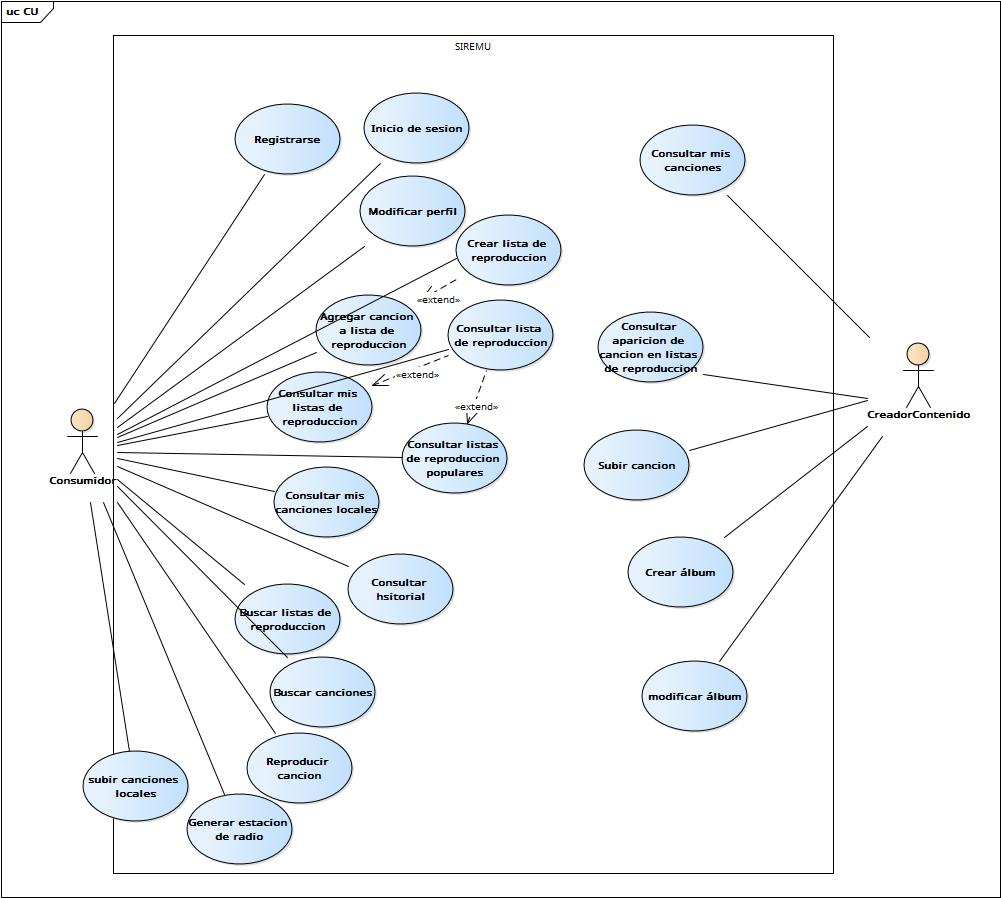 uc CU
SIREMU
Registrarse
Inicio de sesion
Modificar perfil
Crear lista de
reproduccion
«extend»
Agregar cancion
a lista de
reproduccion
Consultar lista
de reproduccion
«extend»
Consultar mis
listas de
reproduccion
«extend»
Consultar listas
de reproduccion
populares
Consultar mis
canciones locales
Consultar
hsitorial
Buscar listas de
reproduccion
Buscar canciones
Reproducir
cancion
subir canciones
locales
Generar estacion
de radio
Consumidor
Consultar mis
canciones
Consultar
aparicion de
cancion en listas
de reproduccion
Subir cancion
Crear álbum
modificar álbum
CreadorContenido